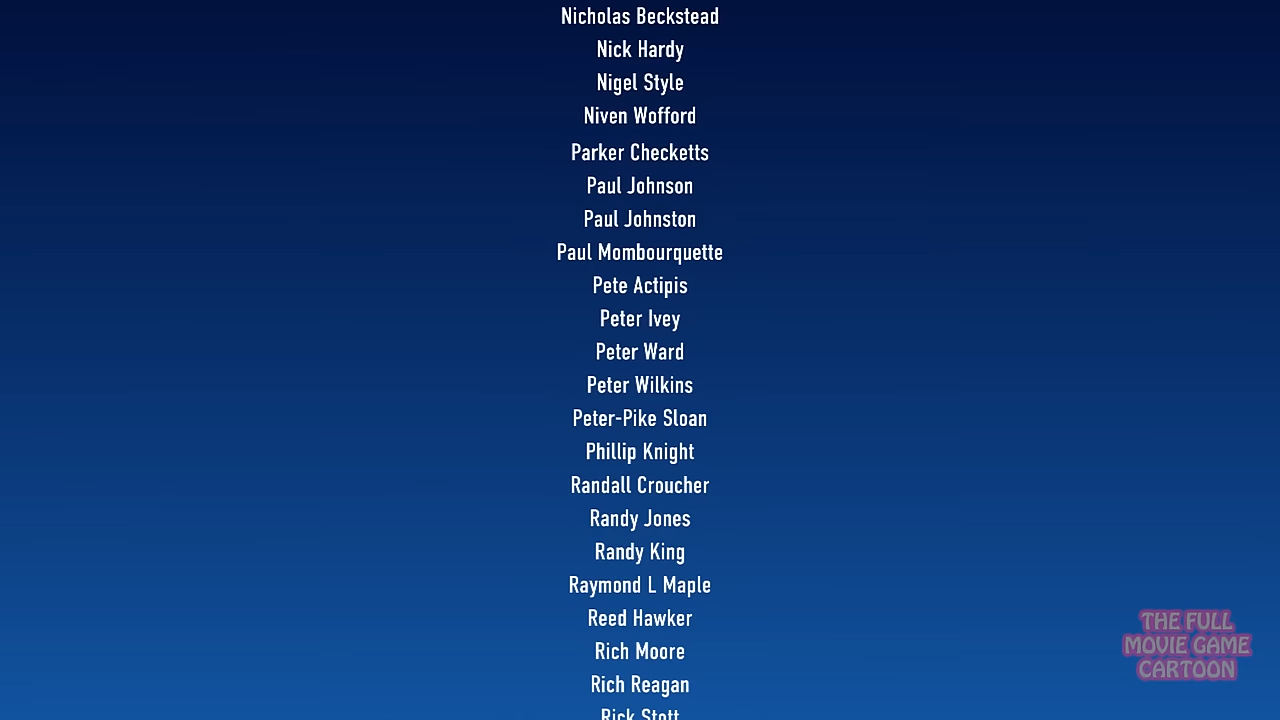 Nicholas Beckstead
Nick Hardy
Nigel Style
Niven Wofford
Parker Checketts
Paul Johnson
Paul Johnston
Paul Mombourquette
Pete Actipis
Peter Ivey
Peter Ward
Peter Wilkins
Peter-Pike Sloan
Phillip Knight
Randall Croucher
Randy Jones
Randy King
Raymond L Maple
Reed Hawker
Rich Moore
Rich Reagan
Rick Stott
THE FULL
MOVIE GAME
CARTOON